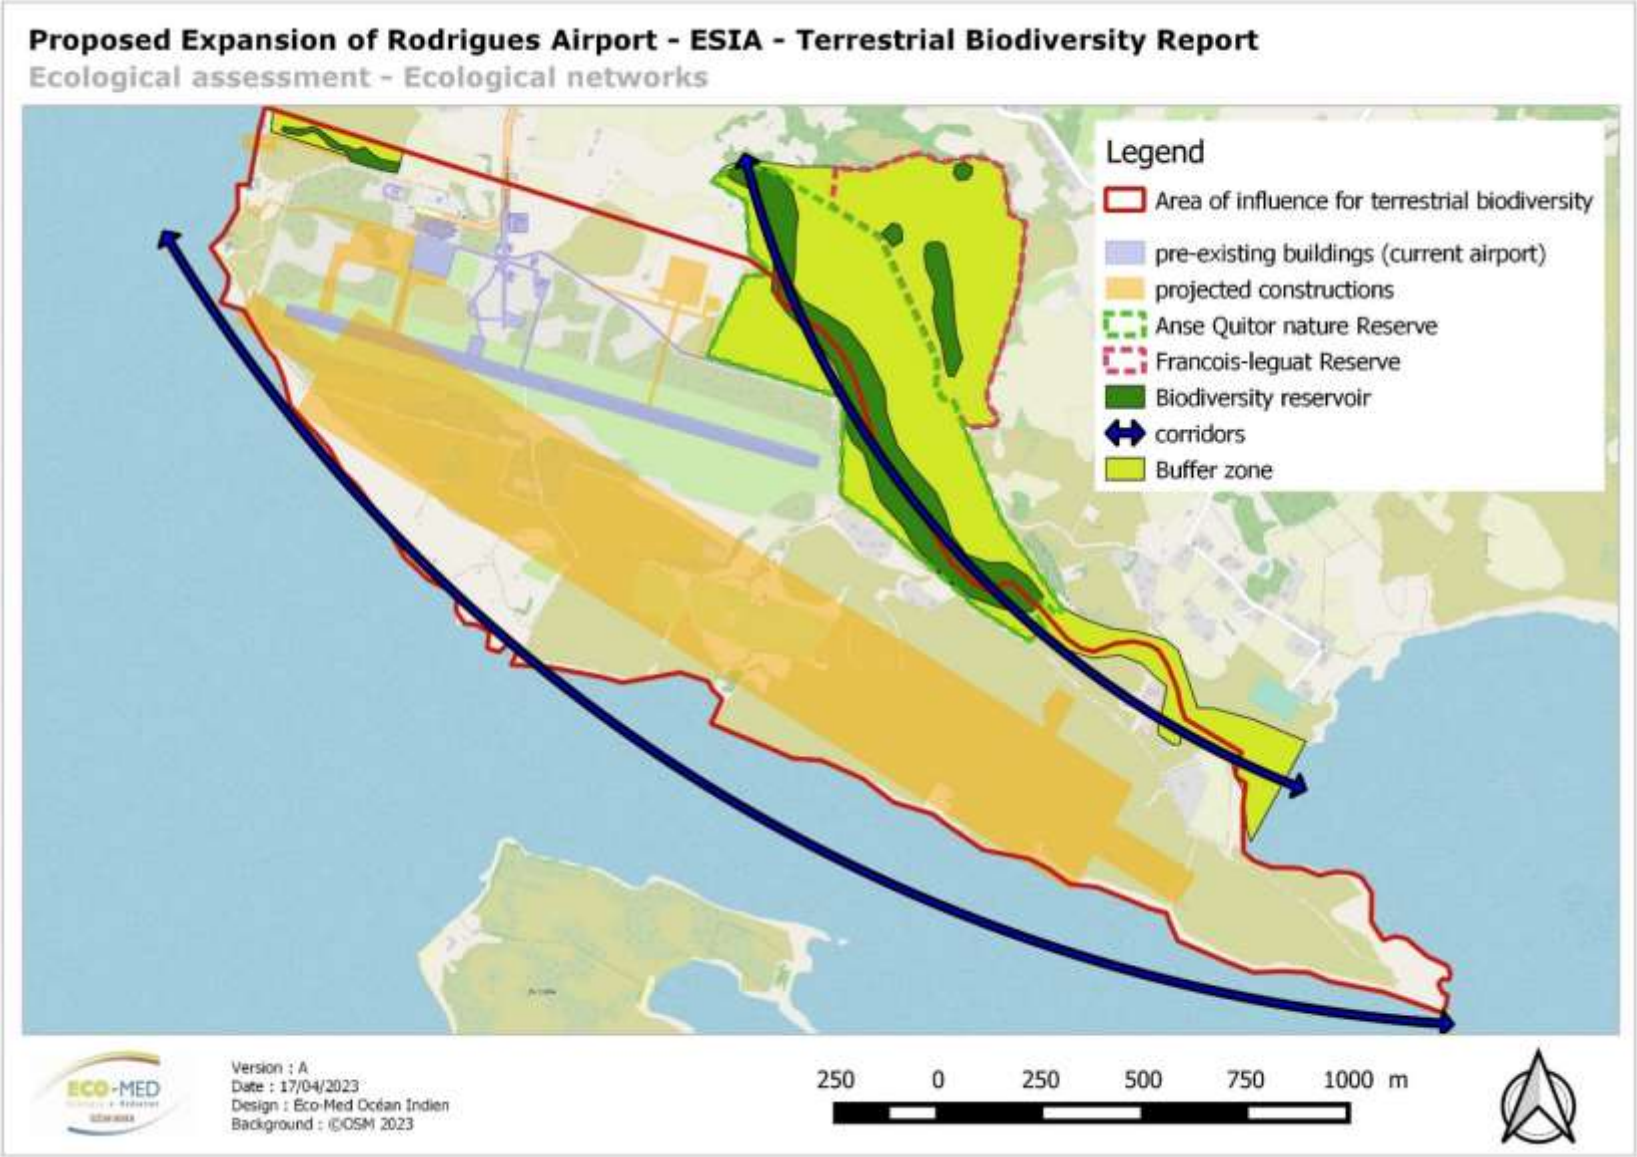 Proposed Expansion of Rodrigues Airport - ESIA - Terrestrial Biodiversity Report
Ecological assessment - Ecological networks
Legend
Area of influence for terrestrial biodiversity
pre-existing buildings (current airport)
projected constructions
Anse Quitor nature Reserve
Francois-leguat Reserve
Biodiversity reservoir
corridors
Buffer zone
ECO-MED
OCÉAN INDIEN
Version : A
Date : 17/04/2023
Design : Eco-Med Océan Indien
Background : ©OSM 2023
250 0 250 500 750 1000 m